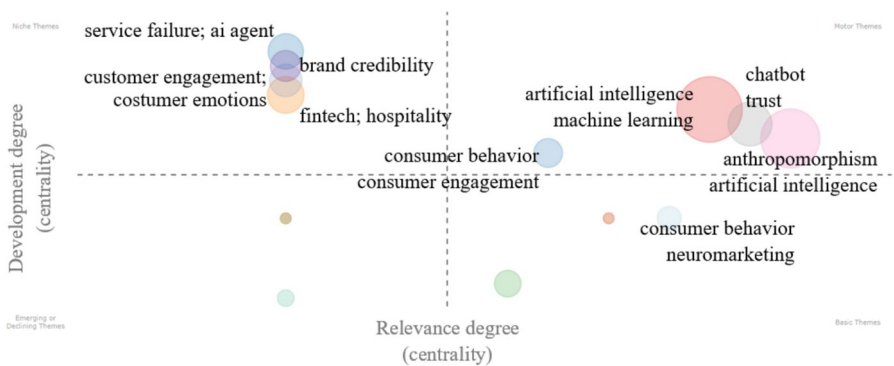 Niche Themes
Motor Themes
service failure; ai agent
brand credibility
customer engagement;
costumer emotions
fintech; hospitality
chatbot
trust
artificial intelligence
machine learning
anthropomorphism
artificial intelligence
consumer behavior
consumer engagement
consumer behavior
neuromarketing
Development degree
(centrality)
Emerging or
Declining Themes
Basic Themes
Relevance degree
(centrality)